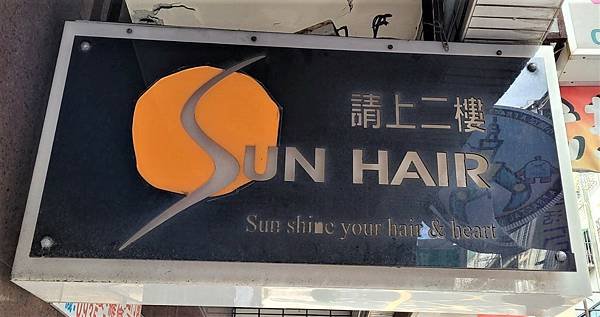 請上二樓
SUN HAIR
Sun shine your hair & heart